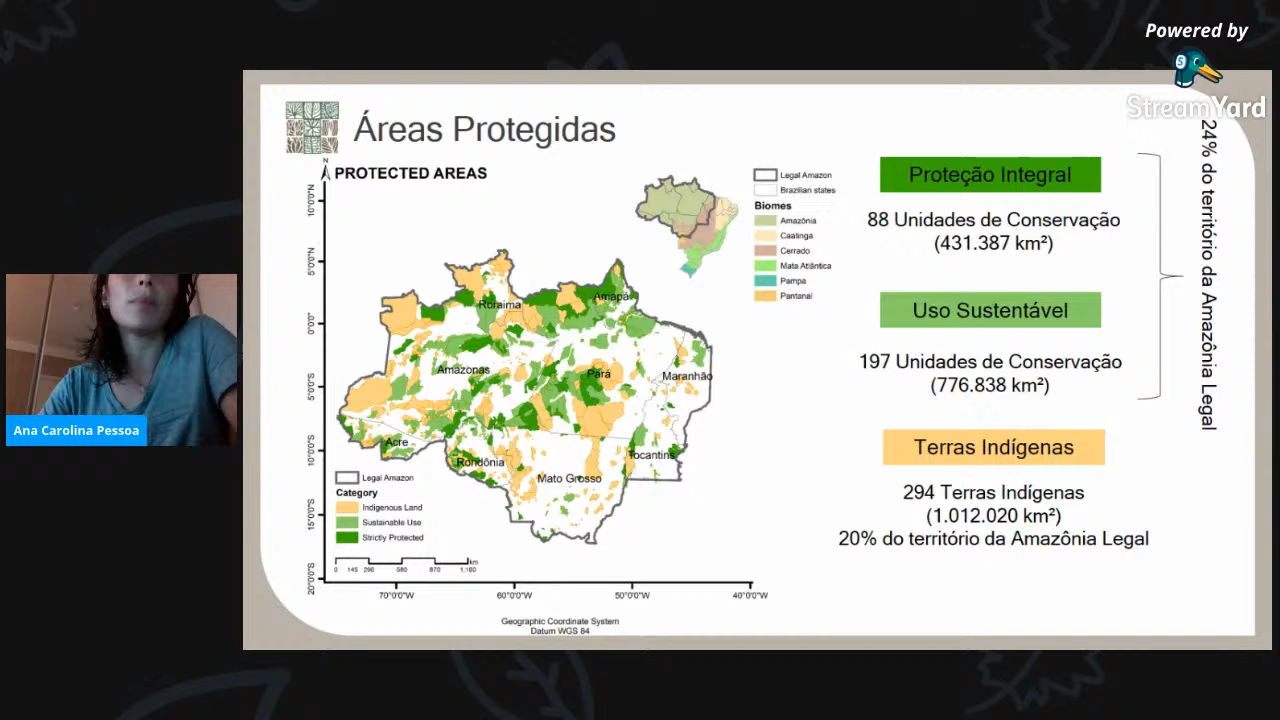 Powered by
StreamYard
Áreas Protegidas
N
PROTECTED AREAS
Legal Amazon
Brazilian states
Biomes
Amazônia
Caatinga
Cerrado
Mata Atlântica
Pampa
Pantanal
10°0'0"N
5°0'0"N
0°0'0"
5°0'0"S
10°0'0"S
15°0'0"S
20°0'0"S
Roraima
Amapá
Amazonas
Pará
Maranhão
Acre
Rondônia
Tocantins
Mato Grosso
Legal Amazon
Category
Indigenous Land
Sustainable Use
Strictly Protected
km
0 145 290 580 870 1,160
70°0'0"W 60°0'0"W 50°0'0"W 40°0'0"W
Geographic Coordinate System
Datum WGS 84
Proteção Integral
88 Unidades de Conservação
(431.387 km²)
Uso Sustentável
197 Unidades de Conservação
(776.838 km²)
24% do território da Amazônia Legal
Terras Indígenas
294 Terras Indígenas
(1.012.020 km²)
20% do território da Amazônia Legal
Ana Carolina Pessoa